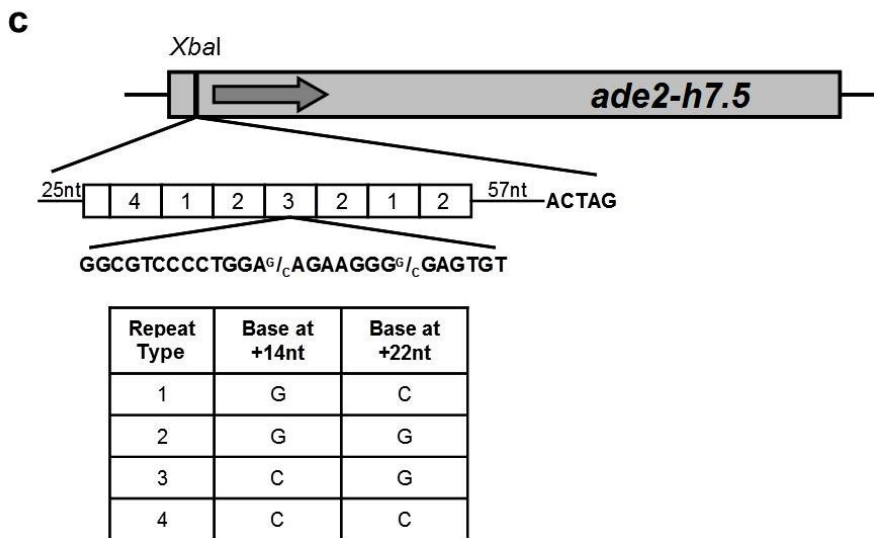 c
XbaI
ade2-h7.5
25nt 4 1 2 3 2 1 2 57nt ACTAG
GGCGTCCCCTGGAG/CAGAAGGGG/CGAGTGT
Repeat Type Base at +14nt Base at +22nt
1 G C
2 G G
3 C G
4 C C